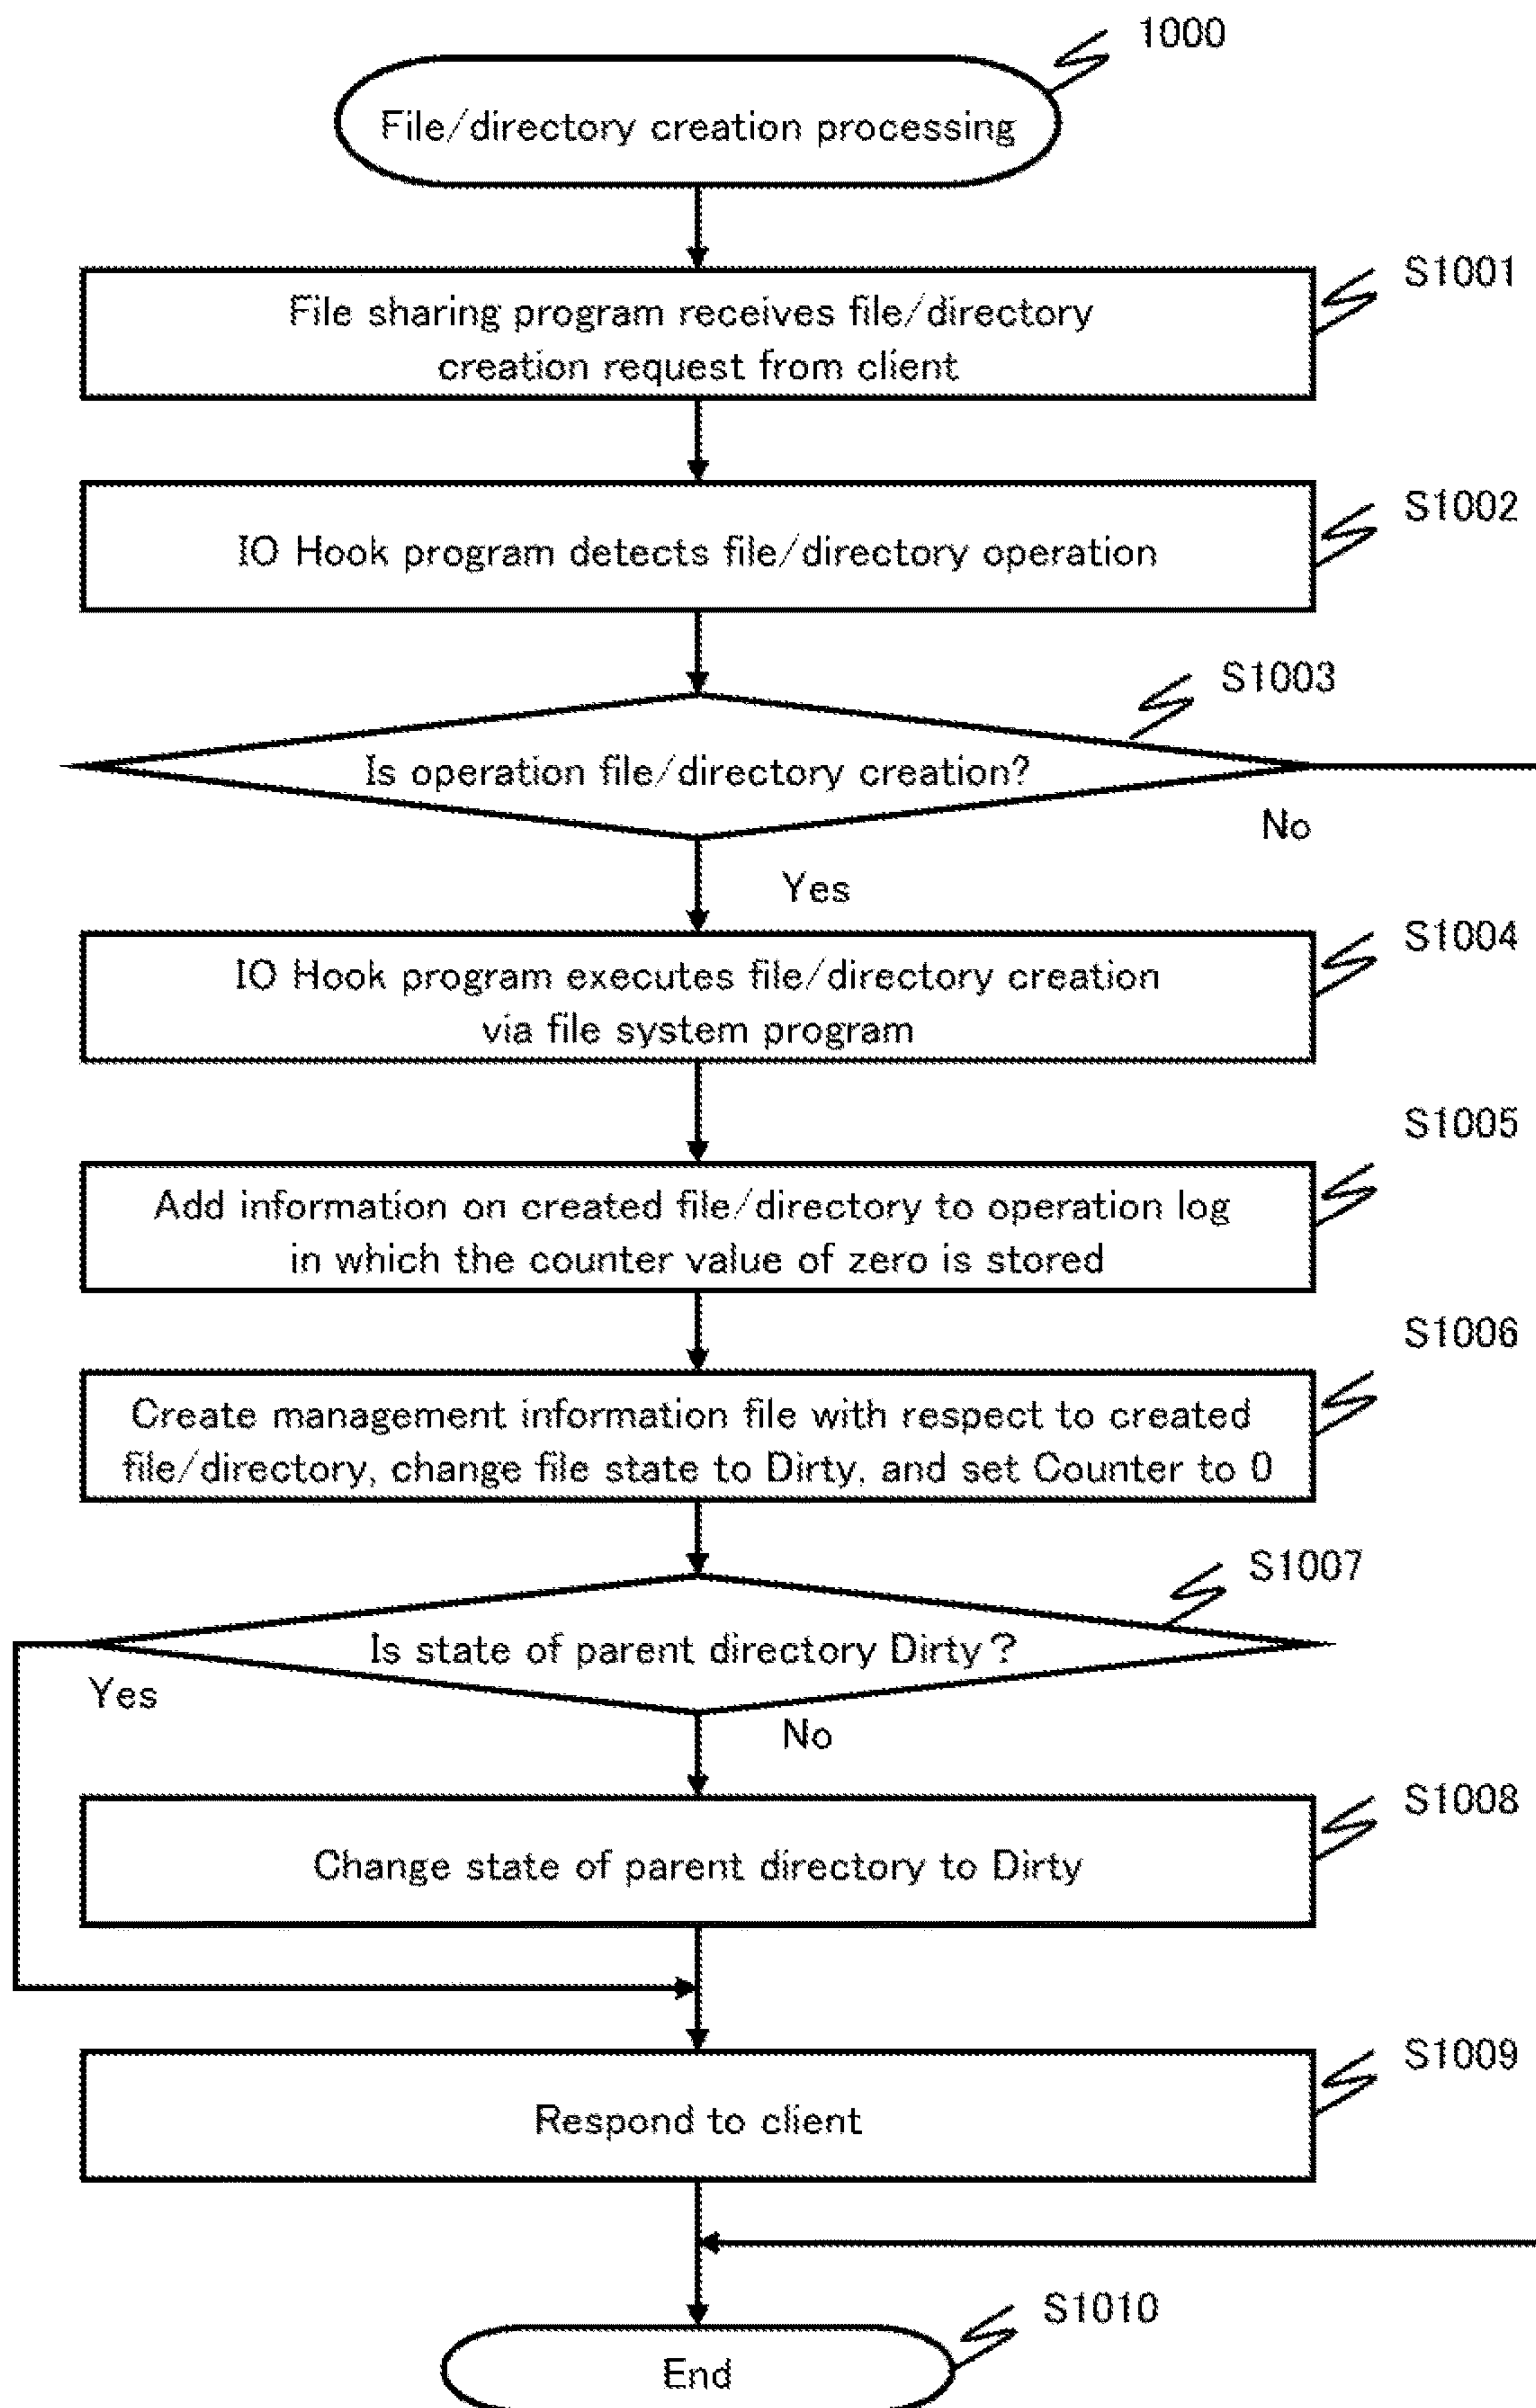 1000
File/directory creation processing
S1001
File sharing program receives file/directory
creation request from client
S1002
IO Hook program detects file/directory operation
S1003
Is operation file/directory creation?
No
Yes
S1004
IO Hook program executes file/directory creation
via file system program
S1005
Add information on created file/directory to operation log
in which the counter value of zero is stored
S1006
Create management information file with respect to created
file/directory, change file state to Dirty, and set Counter to 0
S1007
Is state of parent directory Dirty?
Yes
No
S1008
Change state of parent directory to Dirty
S1009
Respond to client
S1010
End